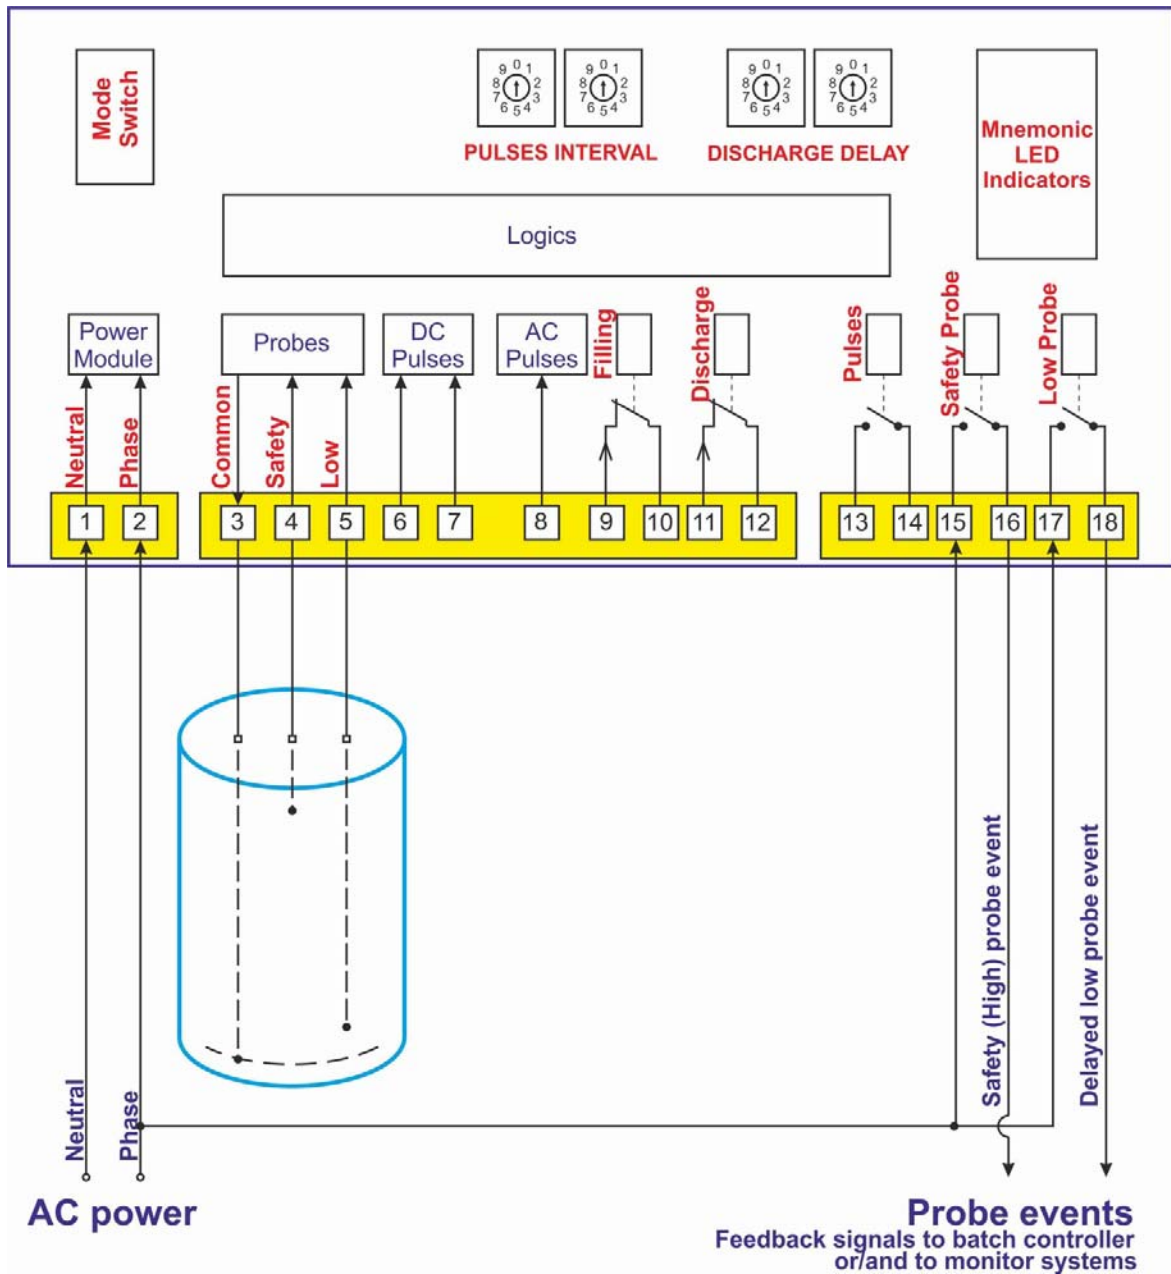 Mode
Switch
9 0 1
8 2
7 3
6 5 4
9 0 1
8 2
7 3
6 5 4
PULSES INTERVAL
9 0 1
8 2
7 3
6 5 4
9 0 1
8 2
7 3
6 5 4
DISCHARGE DELAY
Mnemonic
LED
Indicators
Logics
Power
Module
Probes
DC
Pulses
AC
Pulses
Filling
Discharge
Pulses
Safety Probe
Low Probe
Neutral
Phase
Common
Safety
Low
1 2 3 4 5 6 7 8 9 10 11 12 13 14 15 16 17 18
Safety (High) probe event
Delayed low probe event
Neutral
Phase
AC power
Probe events
Feedback signals to batch controller
or/and to monitor systems